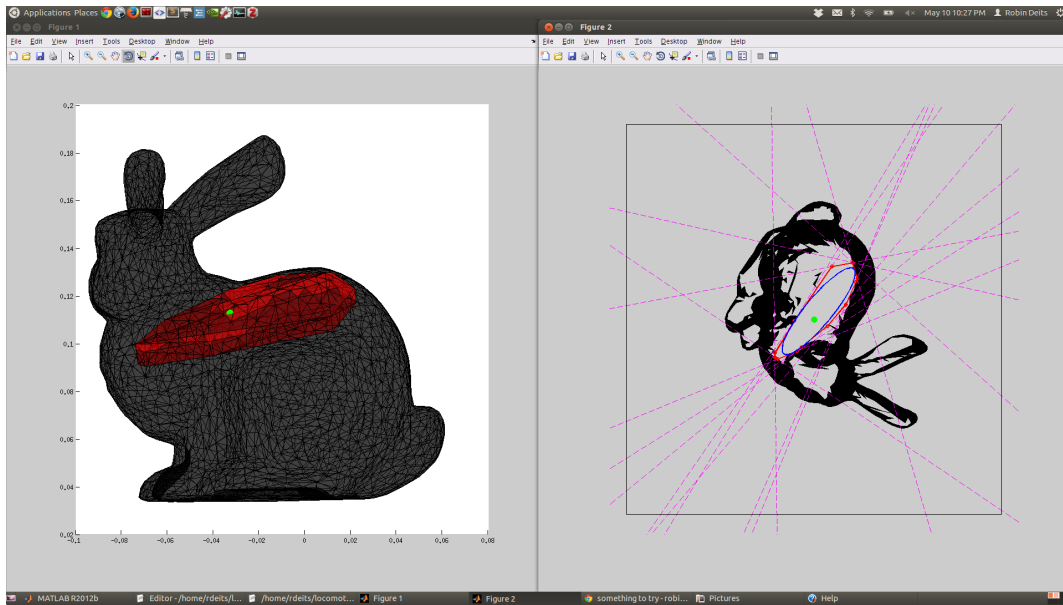 Applications Places May 10 10:27 PM Robin Deits
Figure 1
Figure 2
File Edit View Insert Tools Desktop Window Help
File Edit View Insert Tools Desktop Window Help
0.2
0.18
0.16
0.14
0.12
0.1
0.08
0.06
0.04
0.02
-0.1 -0.08 -0.06 -0.04 -0.02 0 0.02 0.04 0.06 0.08
MATLAB R2012b Editor - /home/rdeits/l... /home/rdeits/locomot... Figure 1 Figure 2 something to try - robi... Pictures Help